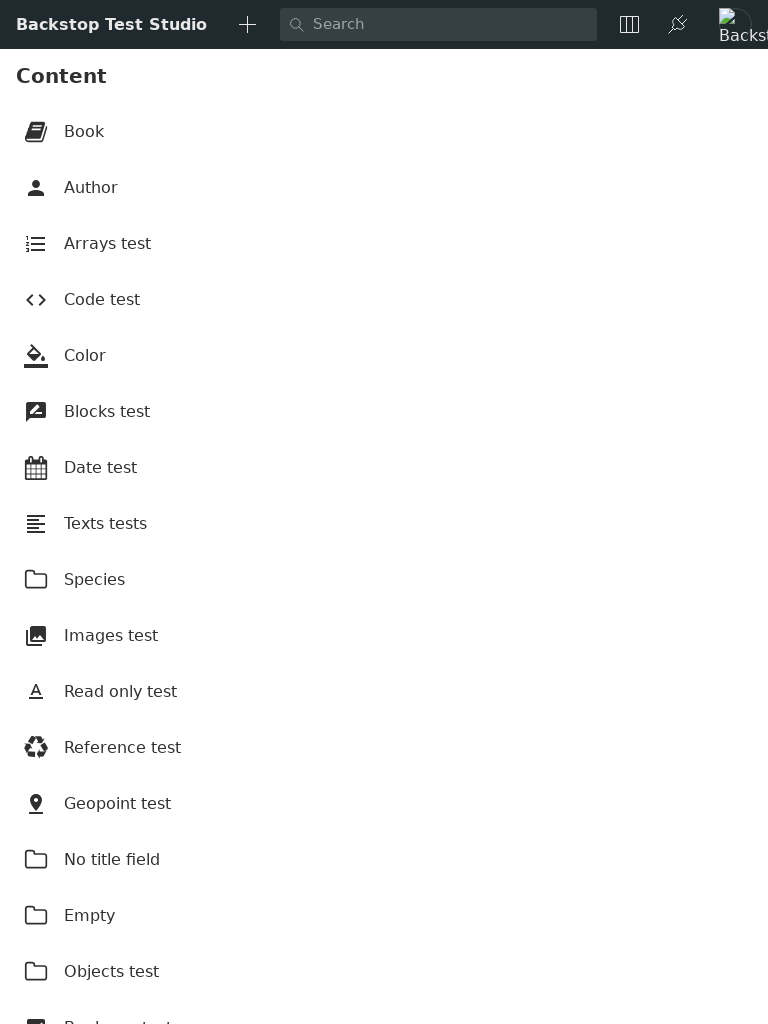 Backstop Test Studio
Search
Content
Book
Author
Arrays test
Code test
Color
Blocks test
Date test
Texts tests
Species
Images test
Read only test
Reference test
Geopoint test
No title field
Empty
Objects test